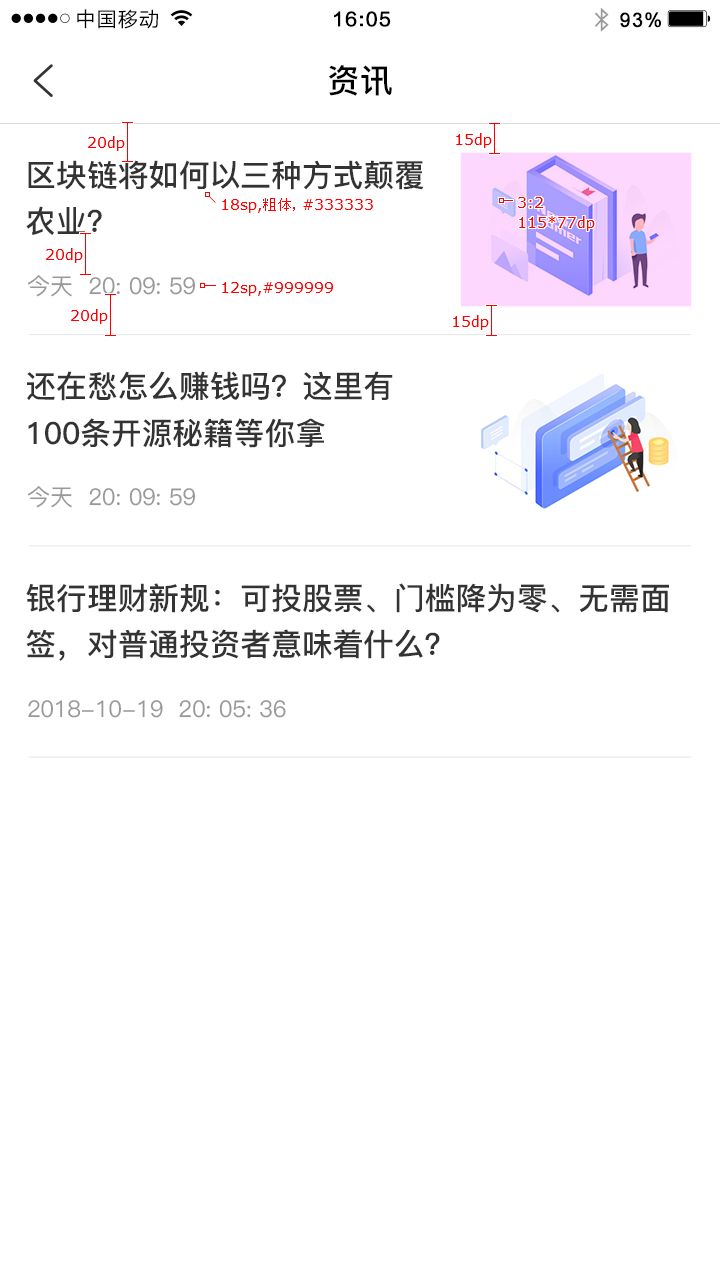 中国移动
16:05
93%
资讯
20dp
15dp
区块链将如何以三种方式颠覆
农业?
18sp,粗体，#333333
3:2
115*77dp
20dp
今天 20: 09: 59
12sp,#999999
20dp
15dp
还在愁怎么赚钱吗？这里有
100条开源秘籍等你拿
今天 20: 09: 59
银行理财新规：可投股票、门槛降为零、无需面
签，对普通投资者意味着什么?
2018-10-19 20: 05: 36